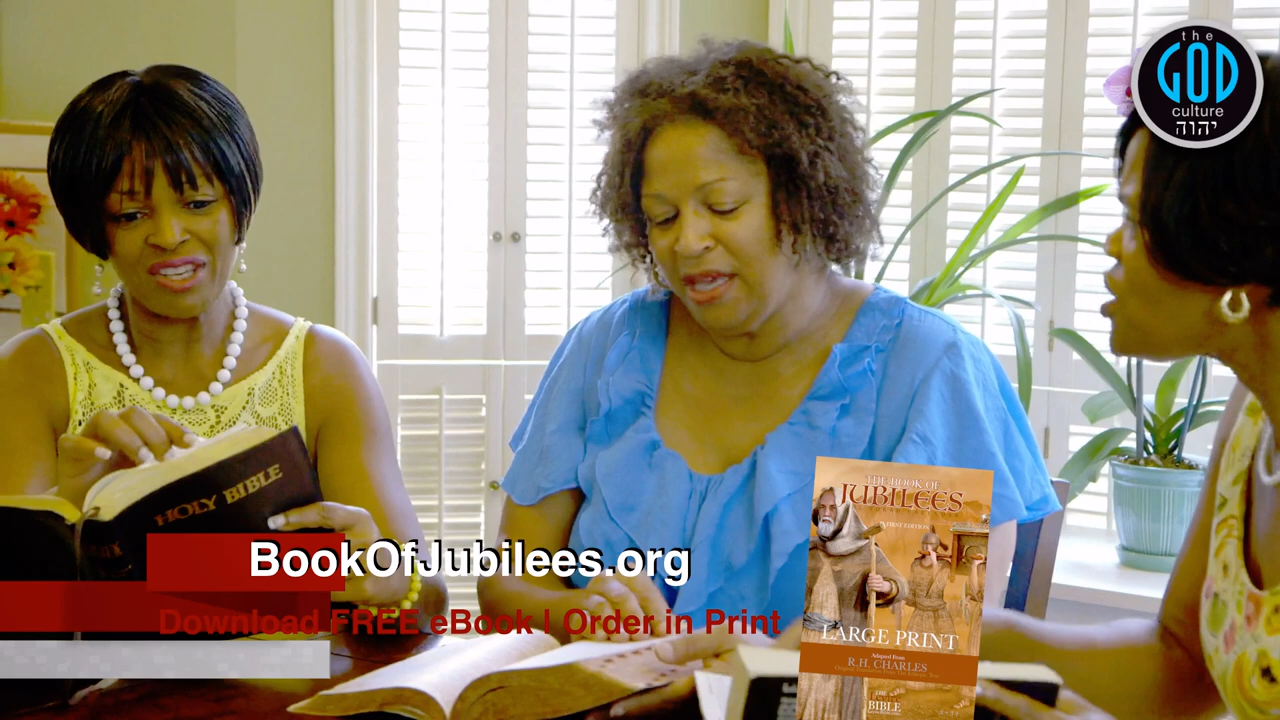 the
GOD
culture
יהוה
HOLY BIBLE
BookOfJubilees.org
Download FREE eBook | Order in Print
THE BOOK OF
JUBILEES
FIRST EDITION
LARGE PRINT
Adapted From
R.H. CHARLES
THE
BIBLE